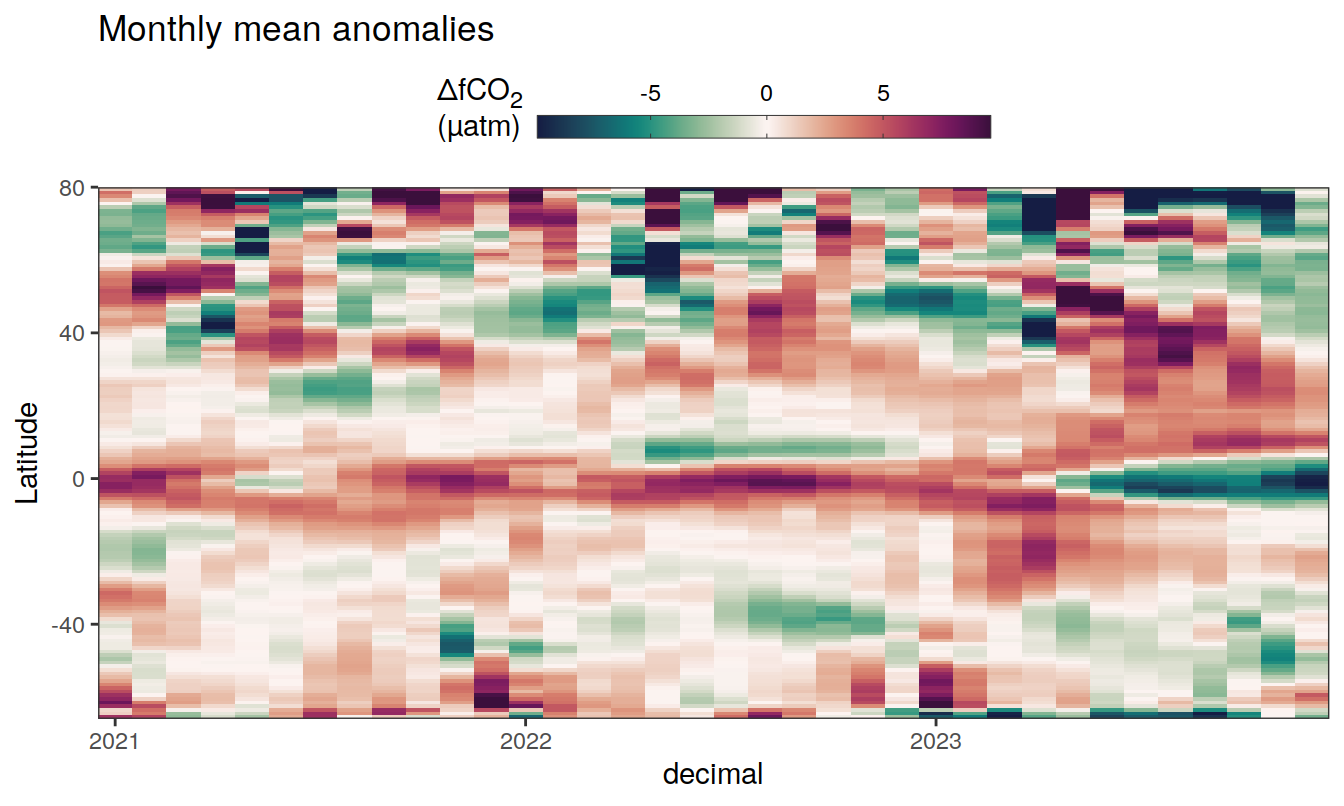 Monthly mean anomalies
ΔfCO₂
(µatm)
-5 0 5
80
40
0
-40
Latitude
2021 2022 2023
decimal